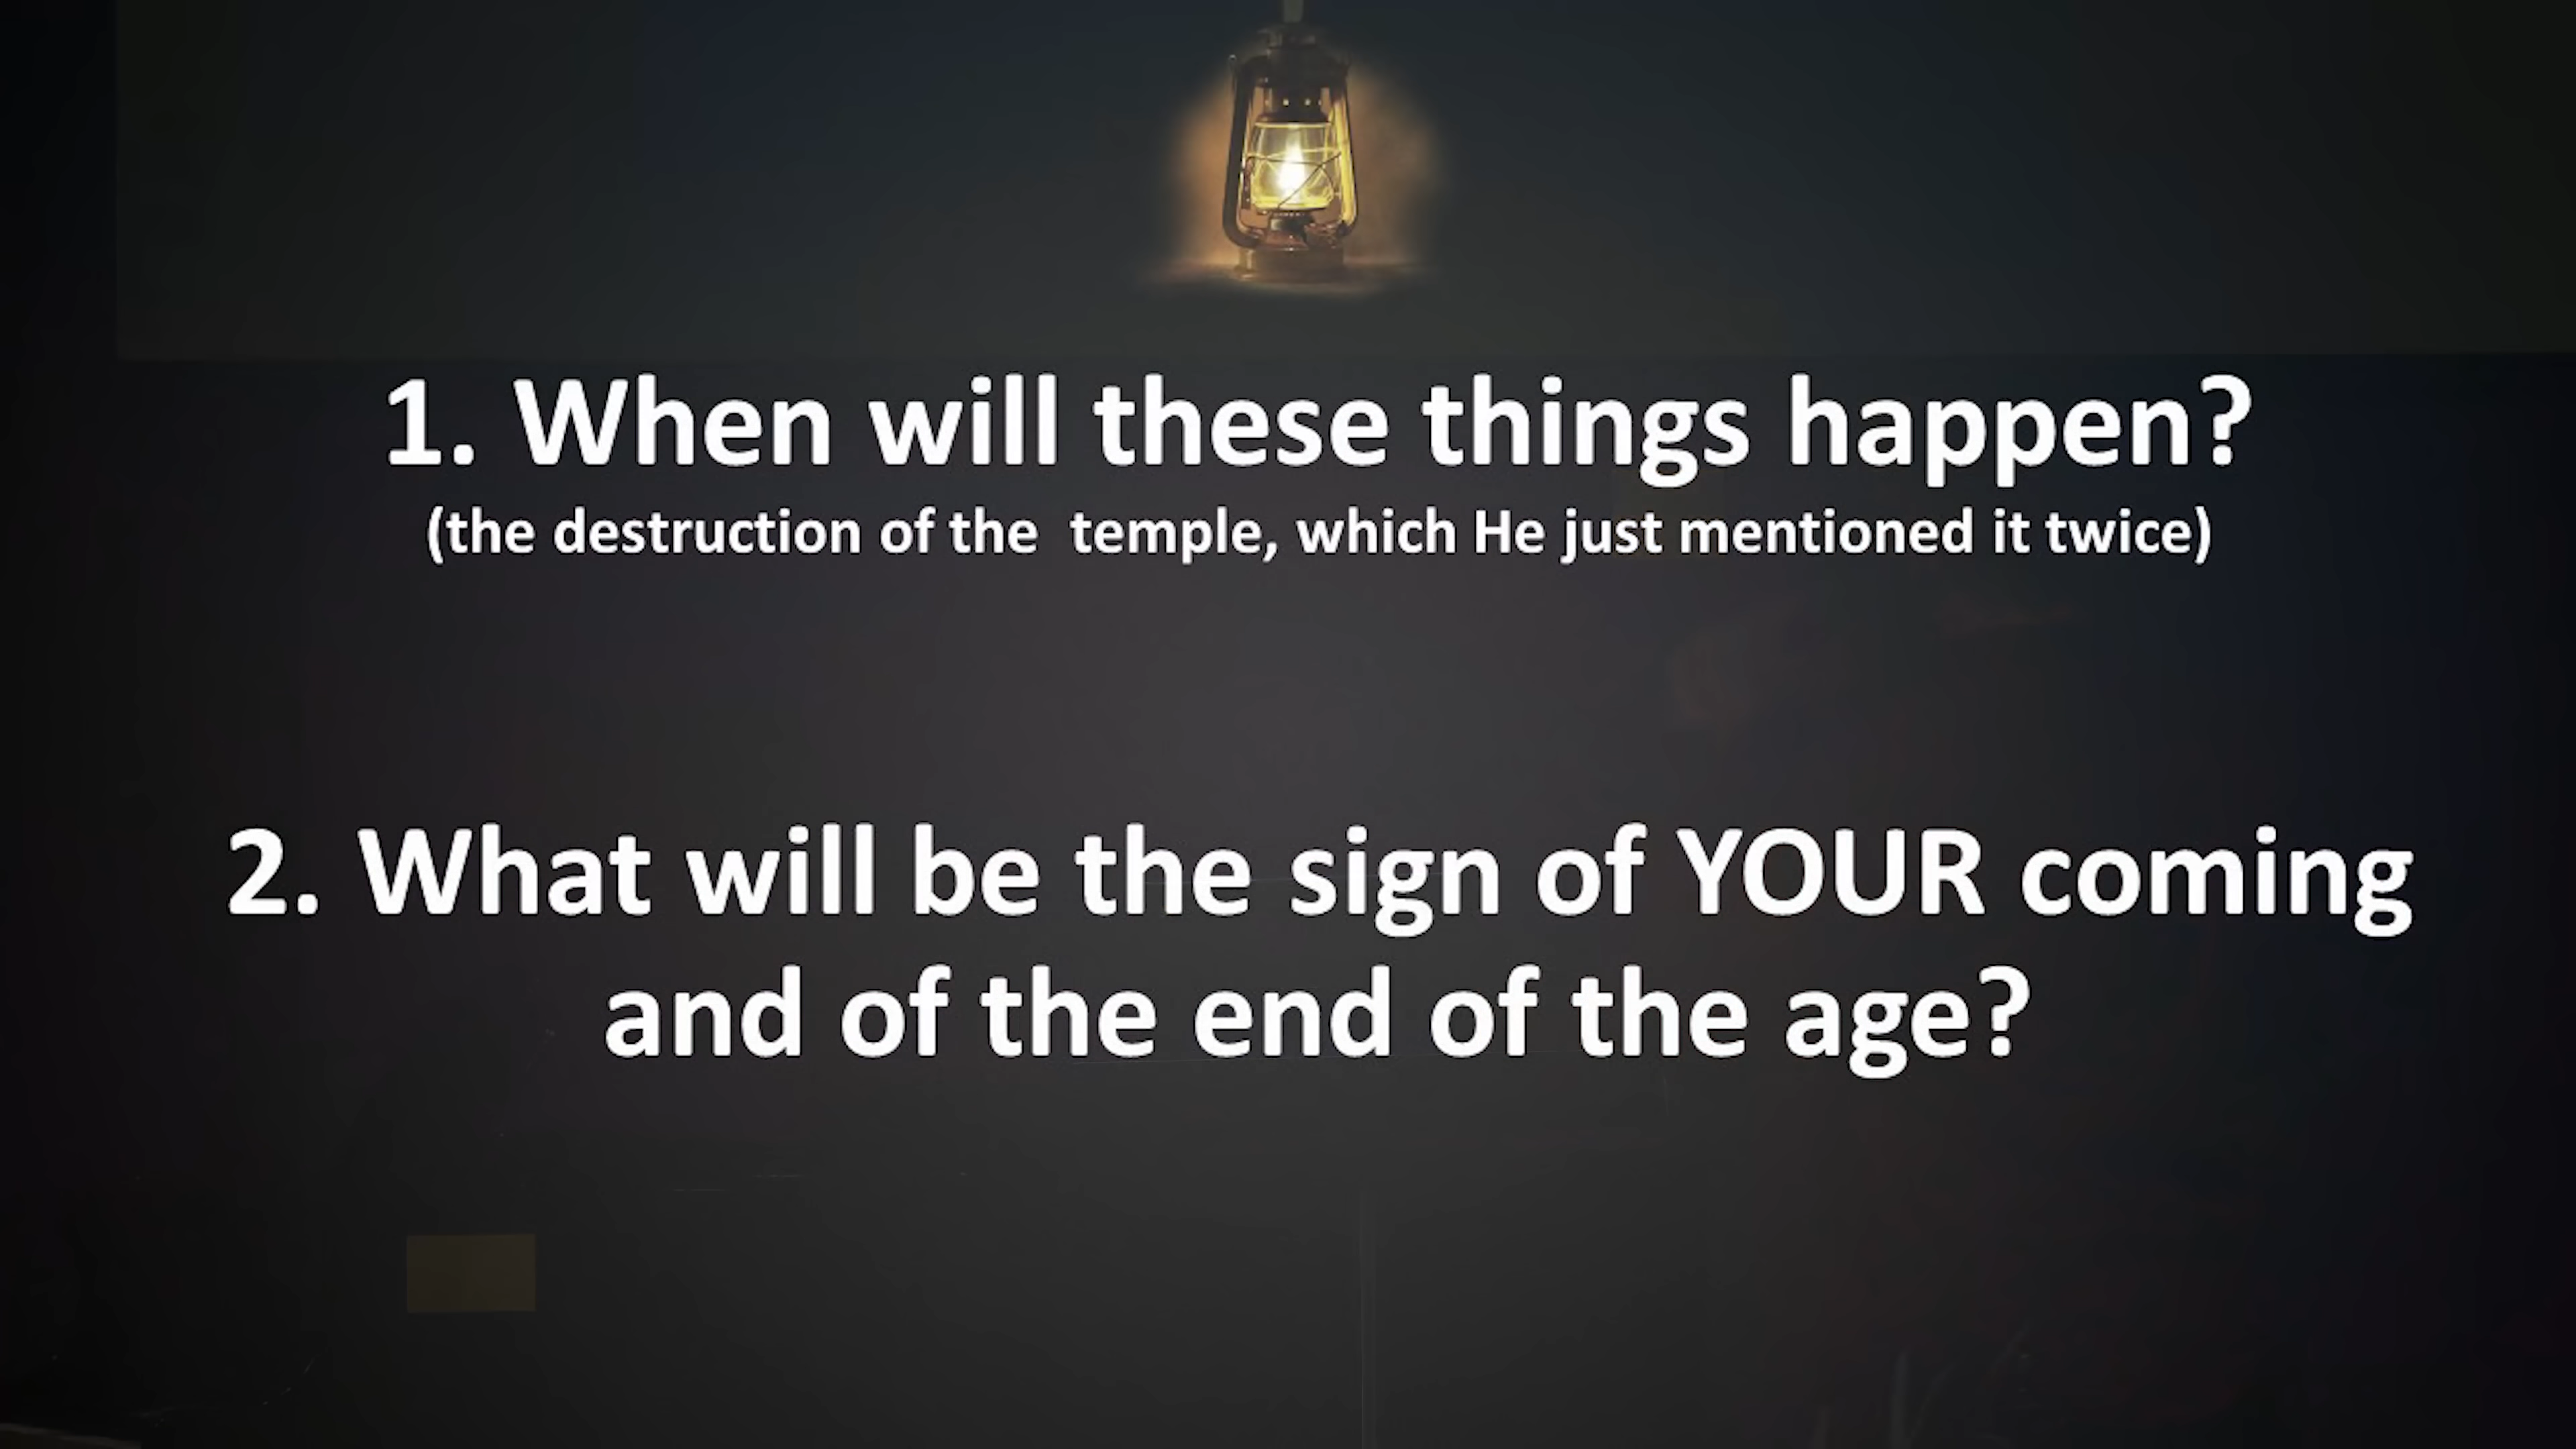 1. When will these things happen?
(the destruction of the  temple, which He just mentioned it twice)
2. What will be the sign of YOUR coming
and of the end of the age?